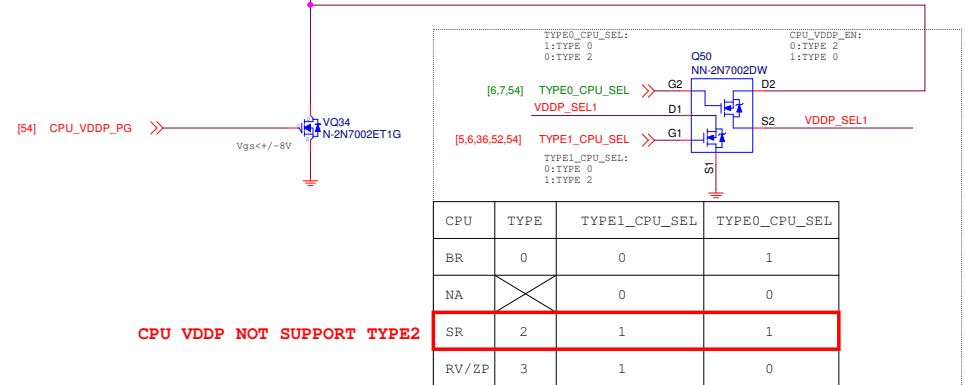 TYPE0_CPU_SEL:
1:TYPE 0
0:TYPE 2
CPU_VDDP_EN:
0:TYPE 2
1:TYPE 0
Q50
NN-2N7002DW
[6,7,54] TYPE0_CPU_SEL G2 D2
VDDP_SEL1 D1
S2 VDDP_SEL1
[54] CPU_VDDP_PG
VQ34
N-2N7002ET1G
Vgs<+/-8V
[5,6,36,52,54] TYPE1_CPU_SEL G1
S1
TYPE1_CPU_SEL:
0:TYPE 0
1:TYPE 2
CPU TYPE TYPE1_CPU_SEL TYPE0_CPU_SEL
BR 0 0 1
NA 0 0
CPU VDDP NOT SUPPORT TYPE2 SR 2 1 1
RV/ZP 3 1 0